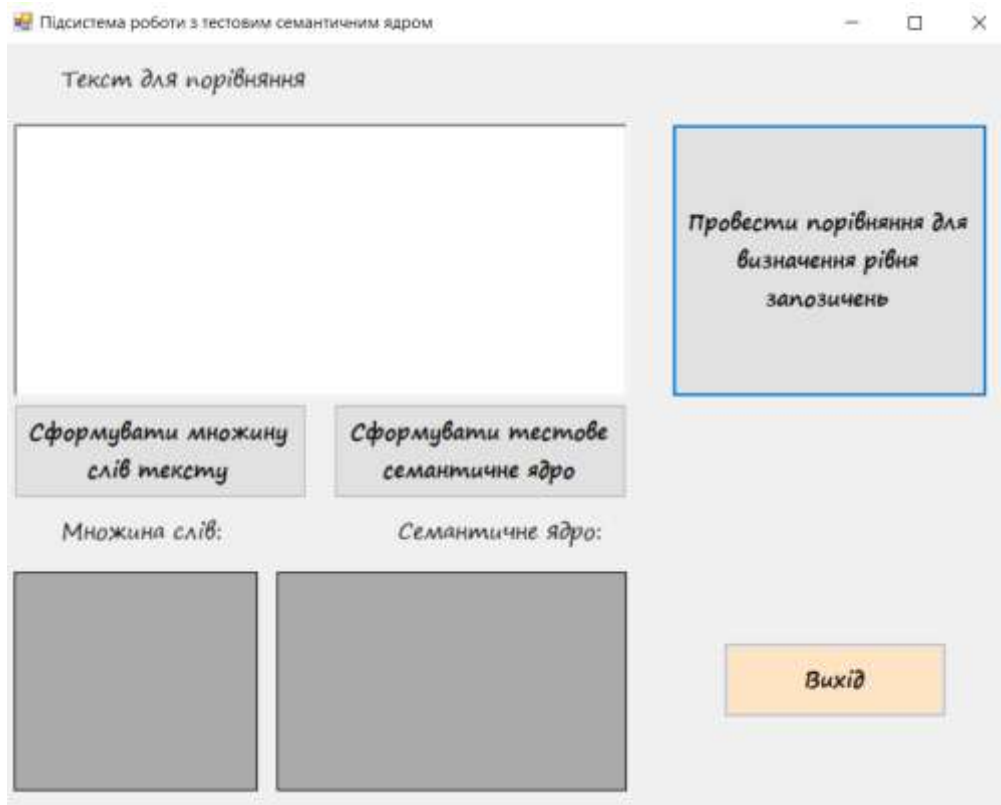 Підсистема роботи з тестовим семантичним ядром
Текст для порівняння
Провести порівняння для
визначення рівня
запозичень
Сформувати множину
слів тексту
Сформувати тестове
семантичне ядро
Множина слів:
Семантичне ядро:
Вихід